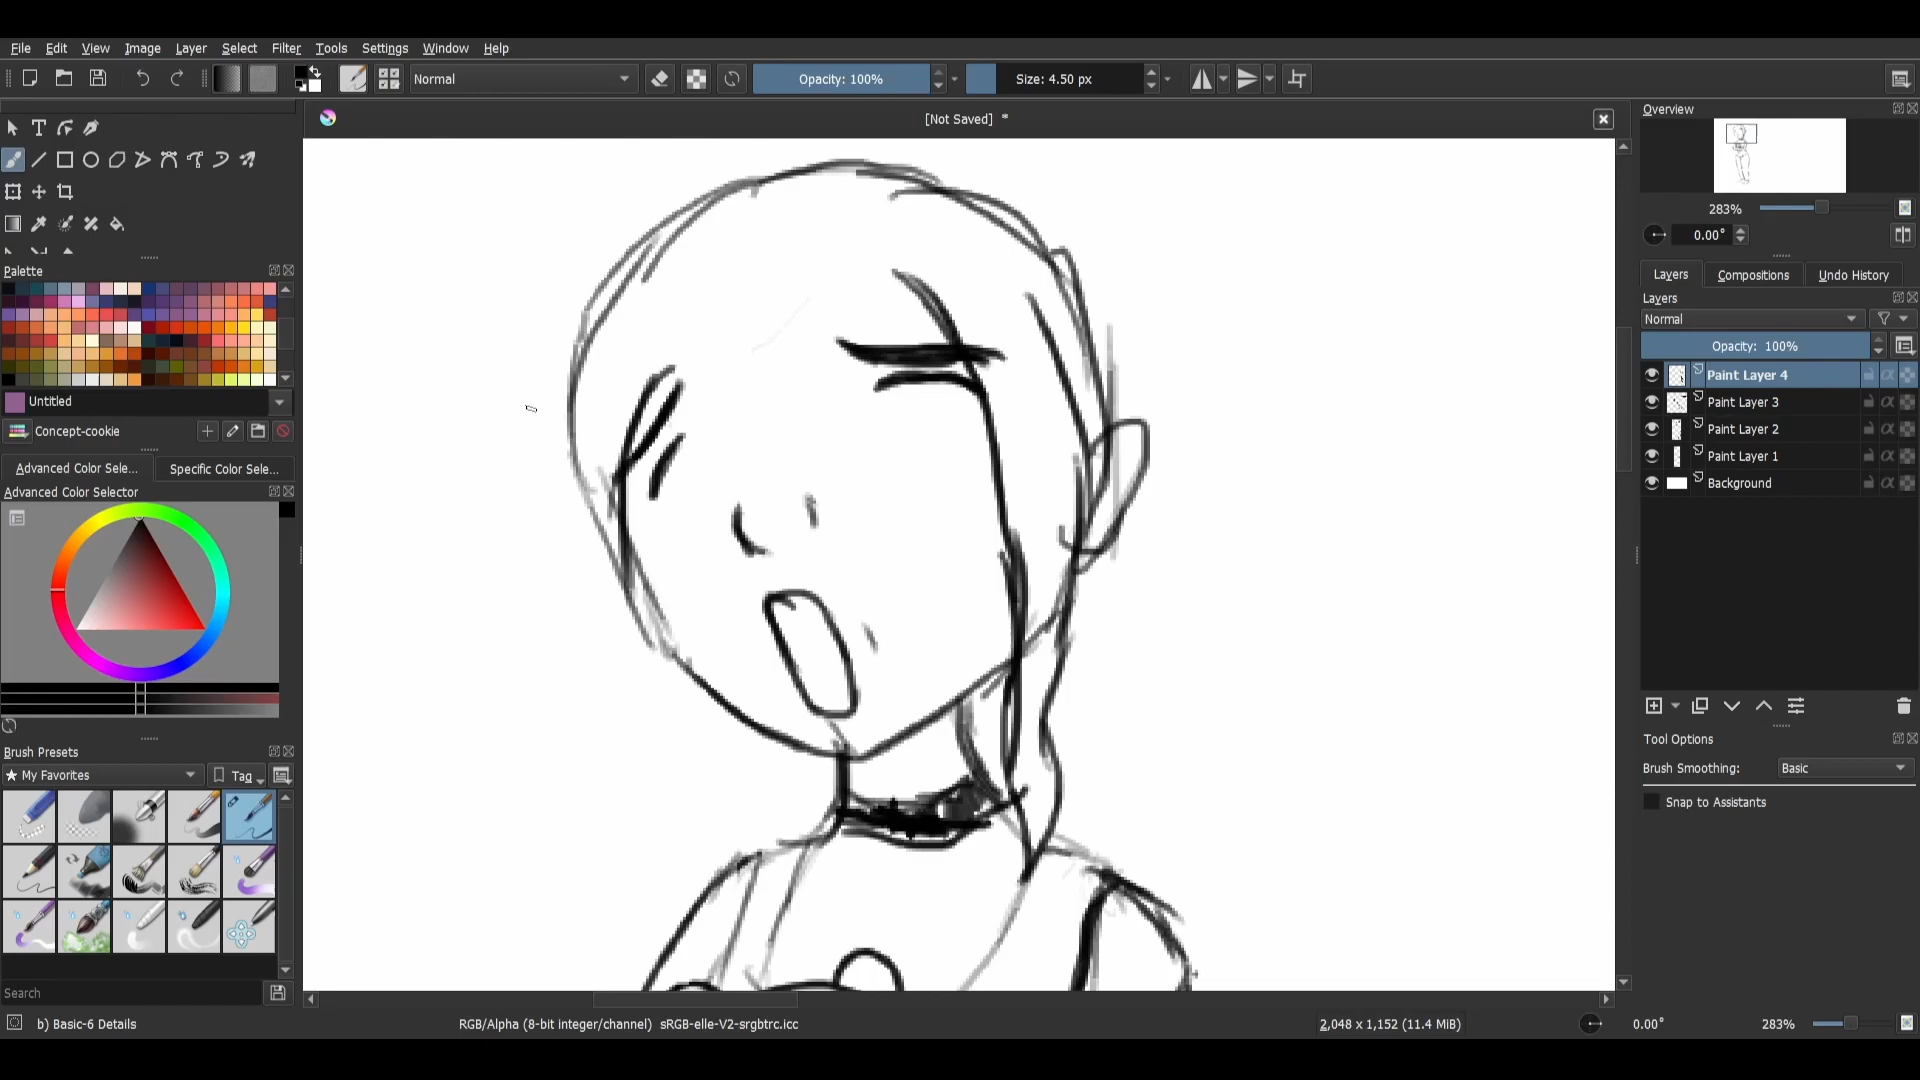 File Edit View Image Layer Select Filter Tools Settings Window Help
Normal
Opacity: 100%
Size: 4.50 px
[Not Saved] *
Overview
283%
0.00°
Layers Compositions Undo History
Layers
Normal
Opacity: 100%
Paint Layer 4
Paint Layer 3
Paint Layer 2
Paint Layer 1
Background
Tool Options
Brush Smoothing: Basic
Snap to Assistants
Palette
Untitled
Concept-cookie
Advanced Color Sele... Specific Color Sele...
Advanced Color Selector
Brush Presets
★ My Favorites Tag
Search
b) Basic-6 Details
RGB/Alpha (8-bit integer/channel) sRGB-elle-V2-srgbtrc.icc
2,048 x 1,152 (11.4 MiB)
0.00°
283%